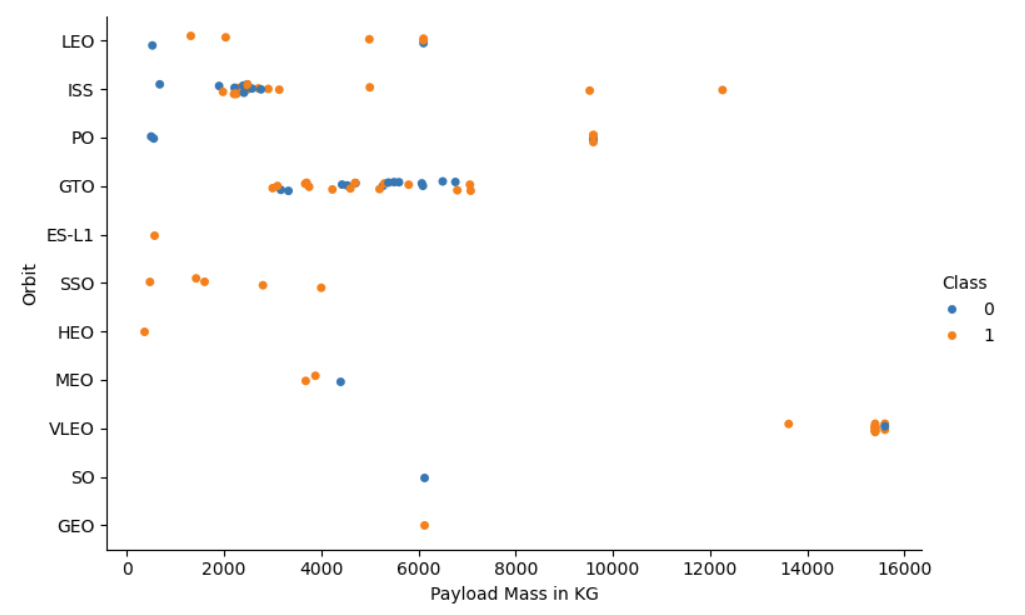 LEO
ISS
PO
GTO
ES-L1
SSO
HEO
MEO
VLEO
SO
GEO
Orbit
0 2000 4000 6000 8000 10000 12000 14000 16000
Payload Mass in KG
Class
0
1